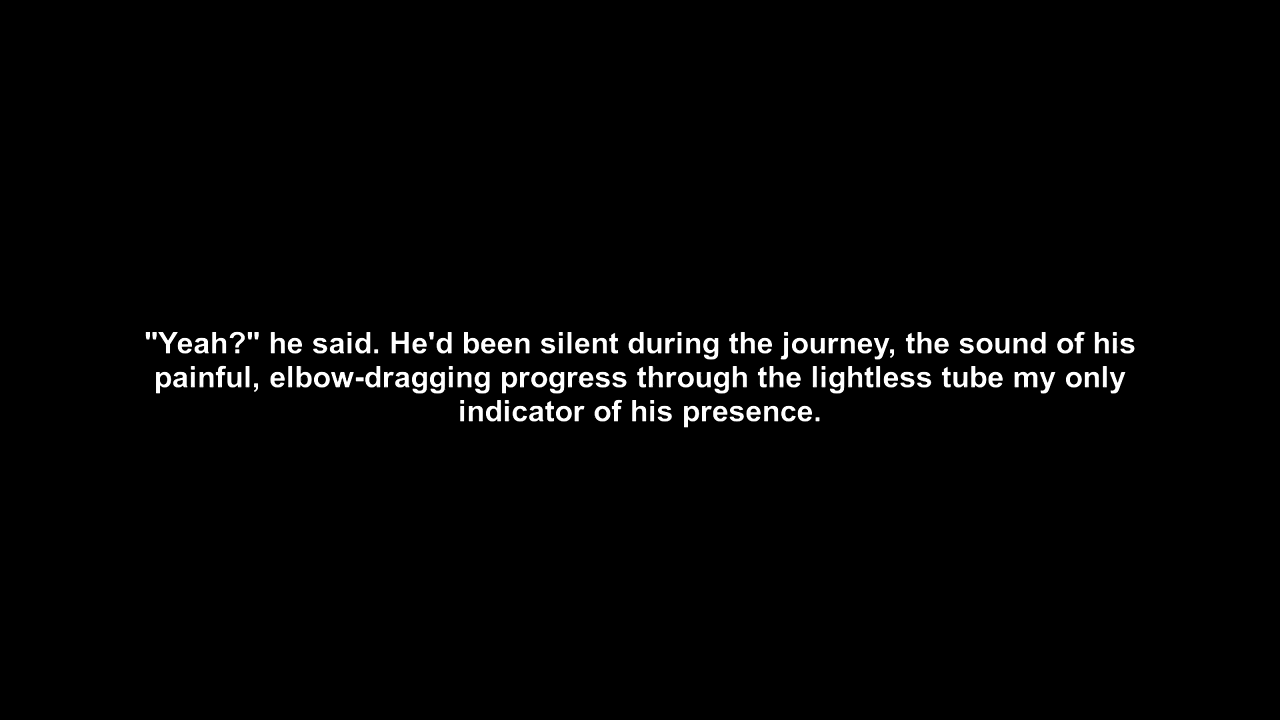 "Yeah?" he said. He'd been silent during the journey, the sound of his
painful, elbow-dragging progress through the lightless tube my only
indicator of his presence.